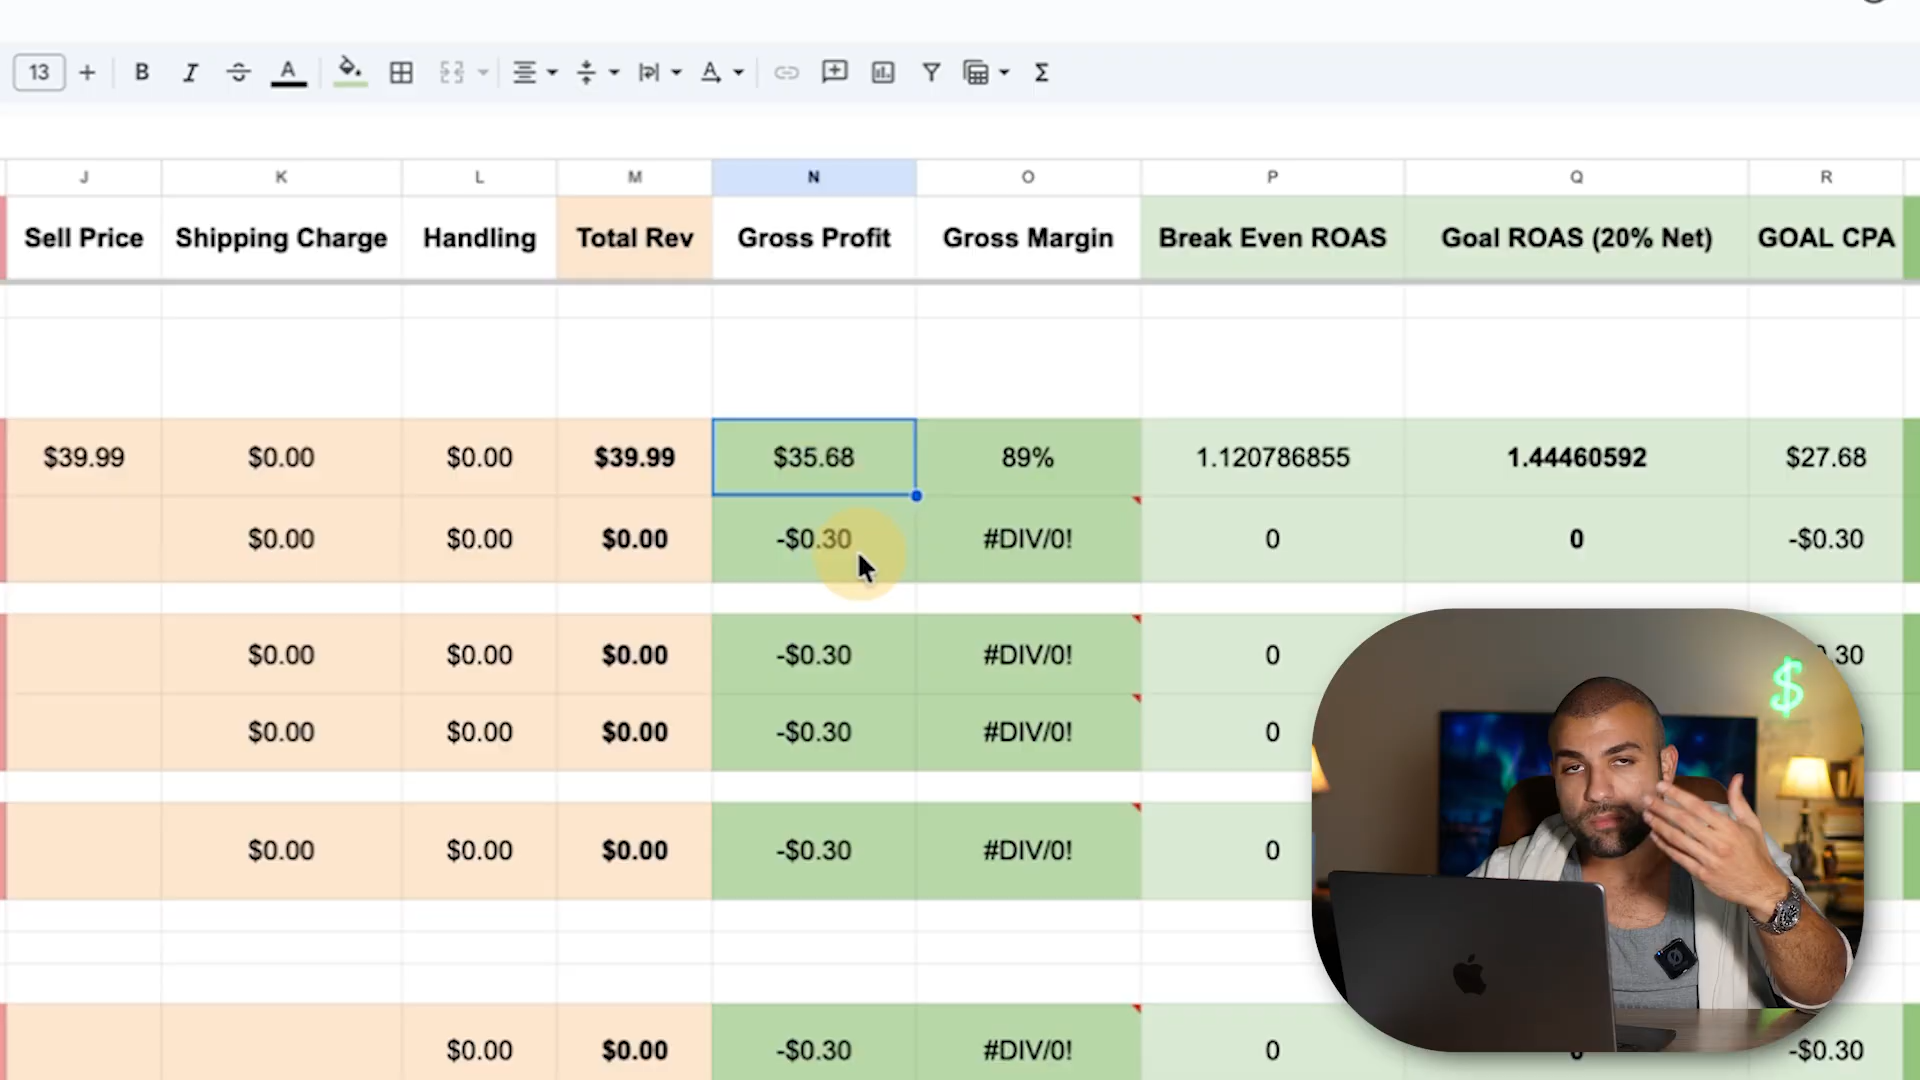 13 + B I A A Σ
J K L M N O P Q R
Sell Price Shipping Charge Handling Total Rev Gross Profit Gross Margin Break Even ROAS Goal ROAS (20% Net) GOAL CPA
$39.99 $0.00 $0.00 $39.99 $35.68 89% 1.120786855 1.44460592 $27.68
$0.00 $0.00 $0.00 -$0.30 #DIV/0! 0 0 -$0.30
$0.00 $0.00 $0.00 -$0.30 #DIV/0! 0 .30
$0.00 $0.00 $0.00 -$0.30 #DIV/0! 0
$
$0.00 $0.00 $0.00 -$0.30 #DIV/0! 0
$0.00 $0.00 -$0.30 #DIV/0! 0 -$0.30